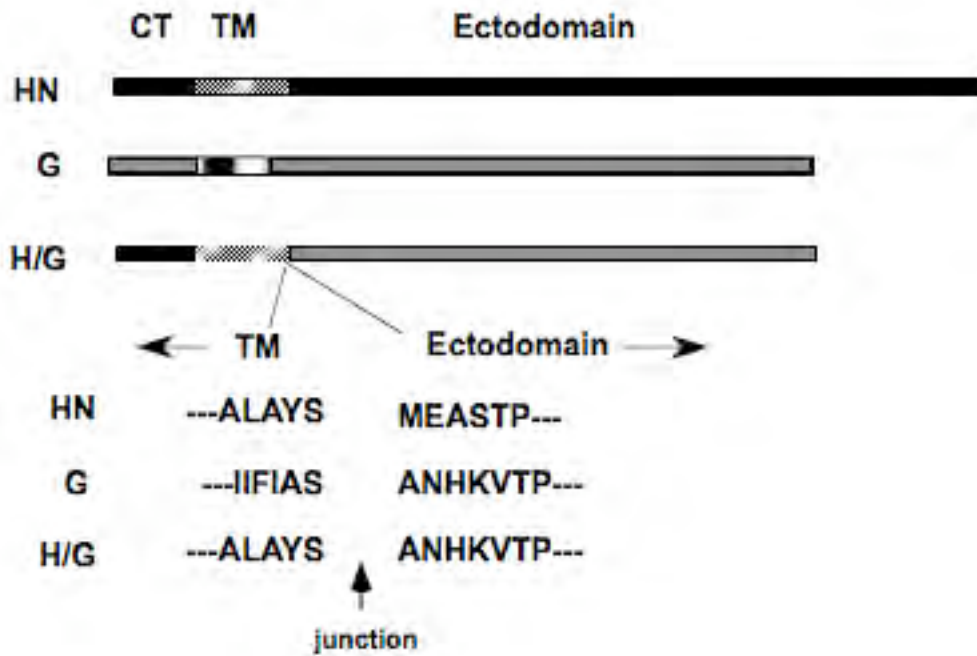 CT TM Ectodomain
HN
G
H/G
TM Ectodomain
HN ---ALAYS MEASTP---
G ---IIFIAS ANHKVTP---
H/G ---ALAYS ANHKVTP---
junction